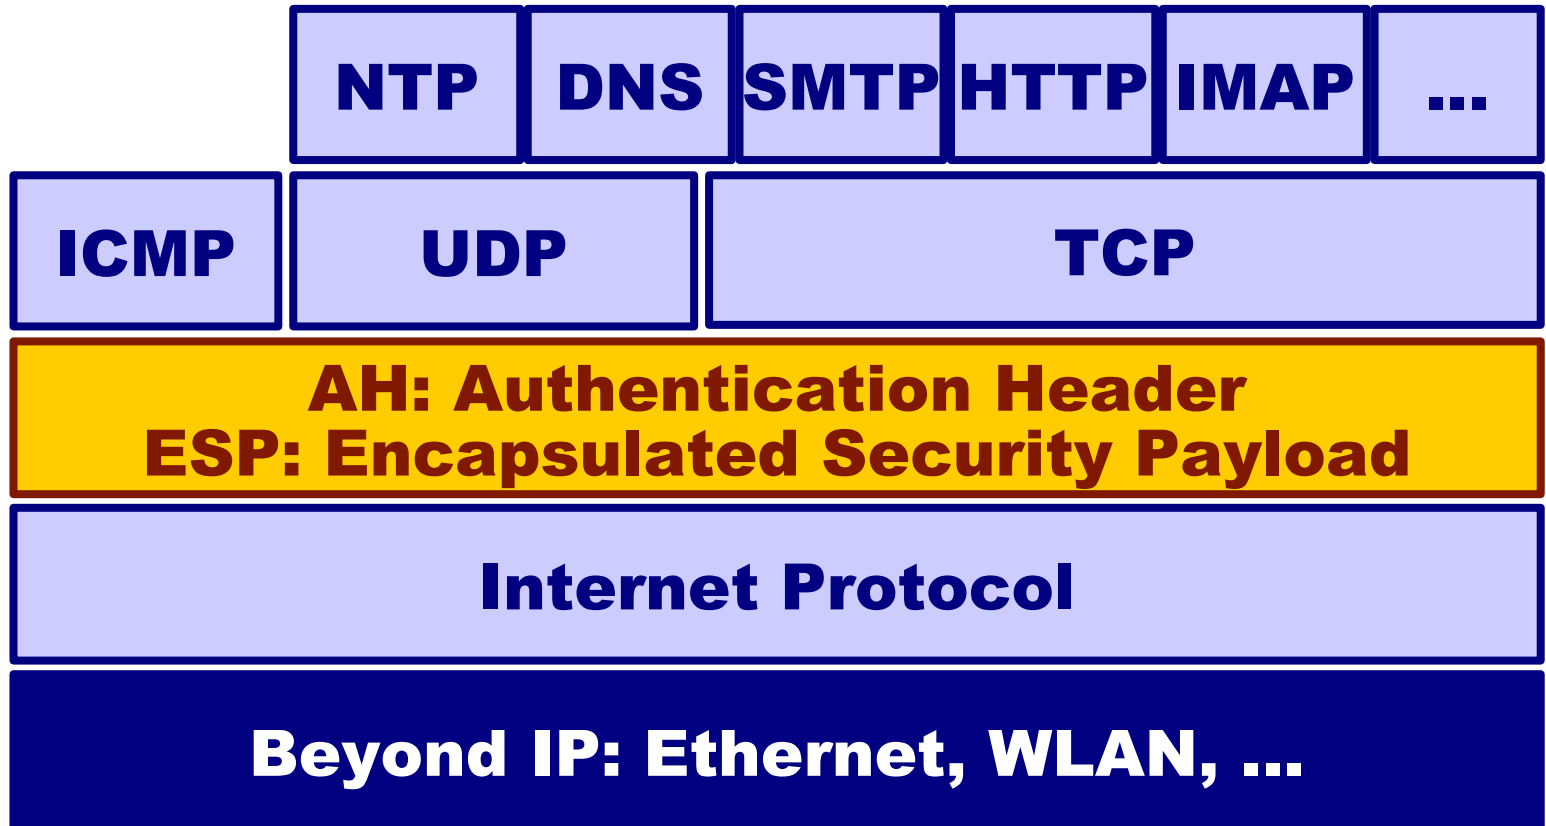 NTP DNS SMTP HTTP IMAP ...
ICMP UDP TCP
AH: Authentication Header
ESP: Encapsulated Security Payload
Internet Protocol
Beyond IP: Ethernet, WLAN, ...